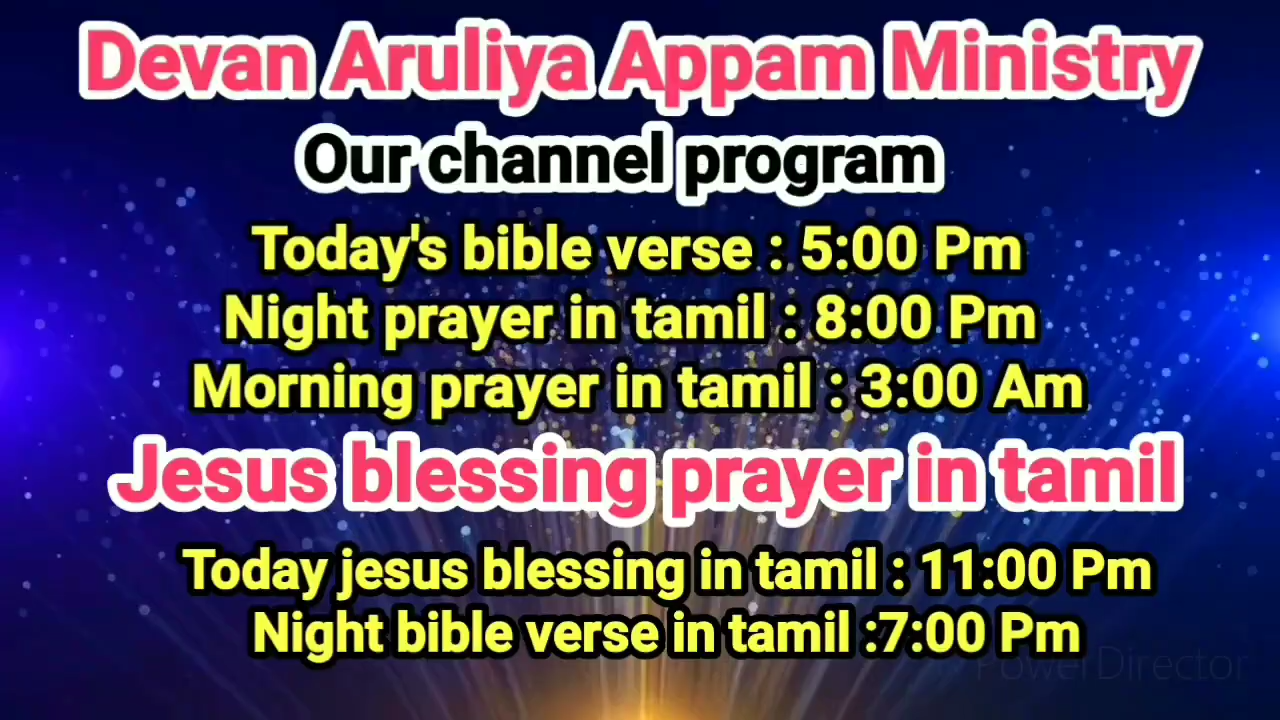 Devan Aruliya Appam Ministry
Our channel program
Today's bible verse : 5:00 Pm
Night prayer in tamil : 8:00 Pm
Morning prayer in tamil : 3:00 Am
Jesus blessing prayer in tamil
Today jesus blessing in tamil : 11:00 Pm
Night bible verse in tamil :7:00 Pm
PowerDirector